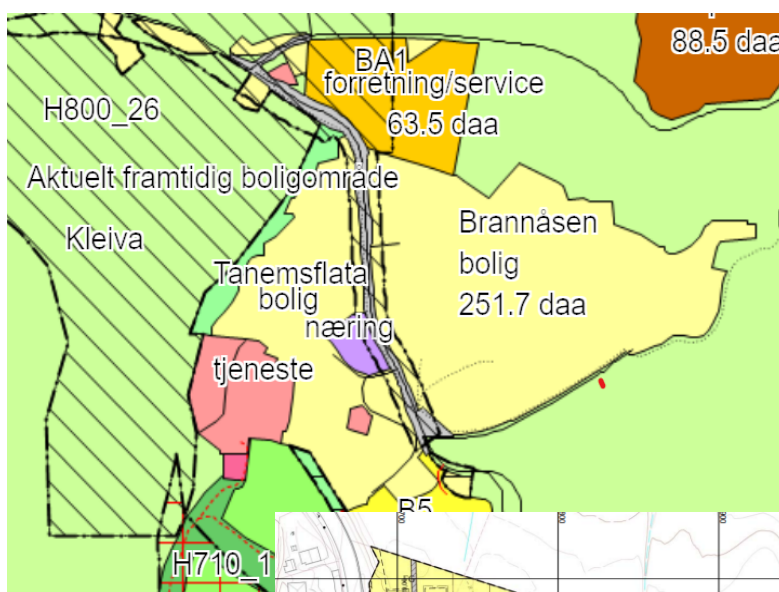 88.5 daa
BA1
forretning/service
63.5 daa
H800_26
Aktuelt framtidig boligområde
Kleiva
Brannåsen
bolig
251.7 daa
Tanemsflata
bolig
næring
tjeneste
B5
H710_1